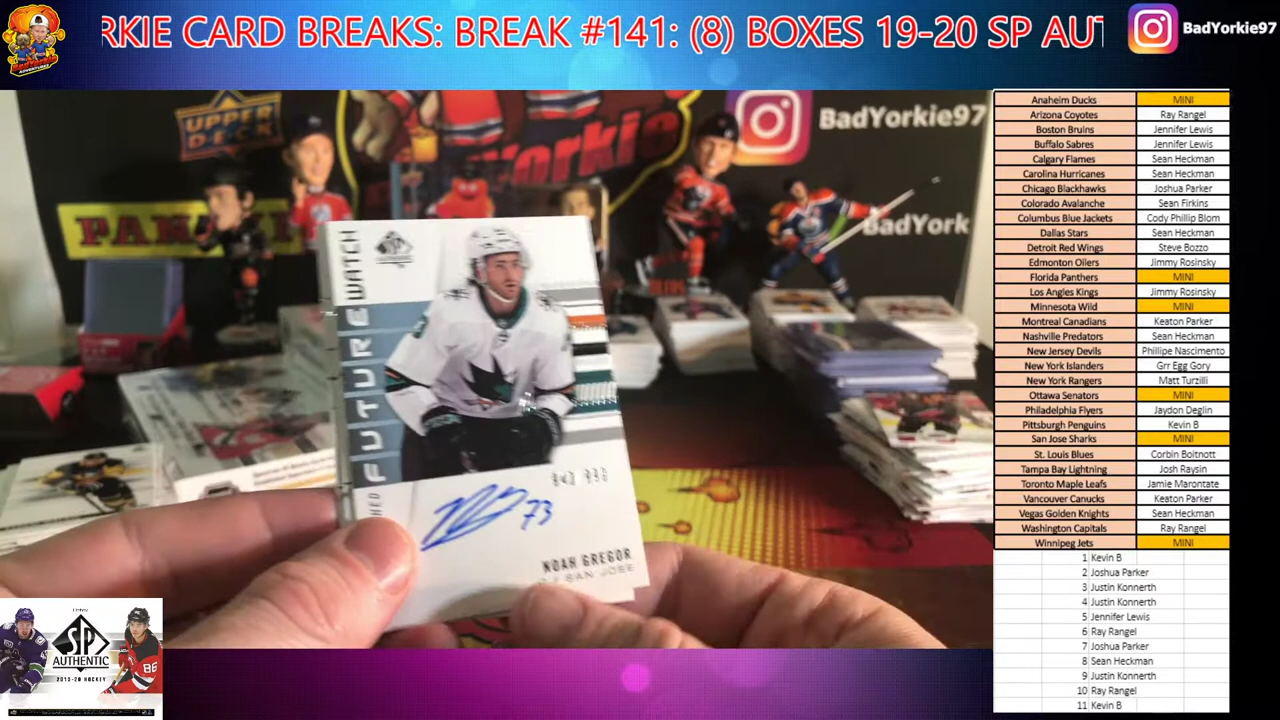 RKIE CARD BREAKS: BREAK #141: (8) BOXES 19-20 SP AUT
BadYorkie97
UPPER DECK
PANINI
Yorkie
BadYorkie97
BadYork
FUTURE WATCH
SP AUTHENTIC
73
NOAH GREGOR
SAN JOSE
SP
AUTHENTIC
2019-20 HOCKEY
Anaheim Ducks MINI
Arizona Coyotes Ray Rangel
Boston Bruins Jennifer Lewis
Buffalo Sabres Jennifer Lewis
Calgary Flames Sean Heckman
Carolina Hurricanes Sean Heckman
Chicago Blackhawks Joshua Parker
Colorado Avalanche Sean Firkins
Columbus Blue Jackets Cody Phillip Blom
Dallas Stars Sean Heckman
Detroit Red Wings Steve Bozzo
Edmonton Oilers Jimmy Rosinsky
Florida Panthers MINI
Los Angles Kings Jimmy Rosinsky
Minnesota Wild MINI
Montreal Canadians Keaton Parker
Nashville Predators Sean Heckman
New Jersey Devils Phillipe Nascimento
New York Islanders Grr Egg Gory
New York Rangers Matt Turzilli
Ottawa Senators MINI
Philadelphia Flyers Jaydon Deglin
Pittsburgh Penguins Kevin B
San Jose Sharks MINI
St. Louis Blues Corbin Boitnott
Tampa Bay Lightning Josh Raysin
Toronto Maple Leafs Jamie Marontate
Vancouver Canucks Keaton Parker
Vegas Golden Knights Sean Heckman
Washington Capitals Ray Rangel
Winnipeg Jets MINI
1 Kevin B
2 Joshua Parker
3 Justin Konnerth
4 Justin Konnerth
5 Jennifer Lewis
6 Ray Rangel
7 Joshua Parker
8 Sean Heckman
9 Justin Konnerth
10 Ray Rangel
11 Kevin B